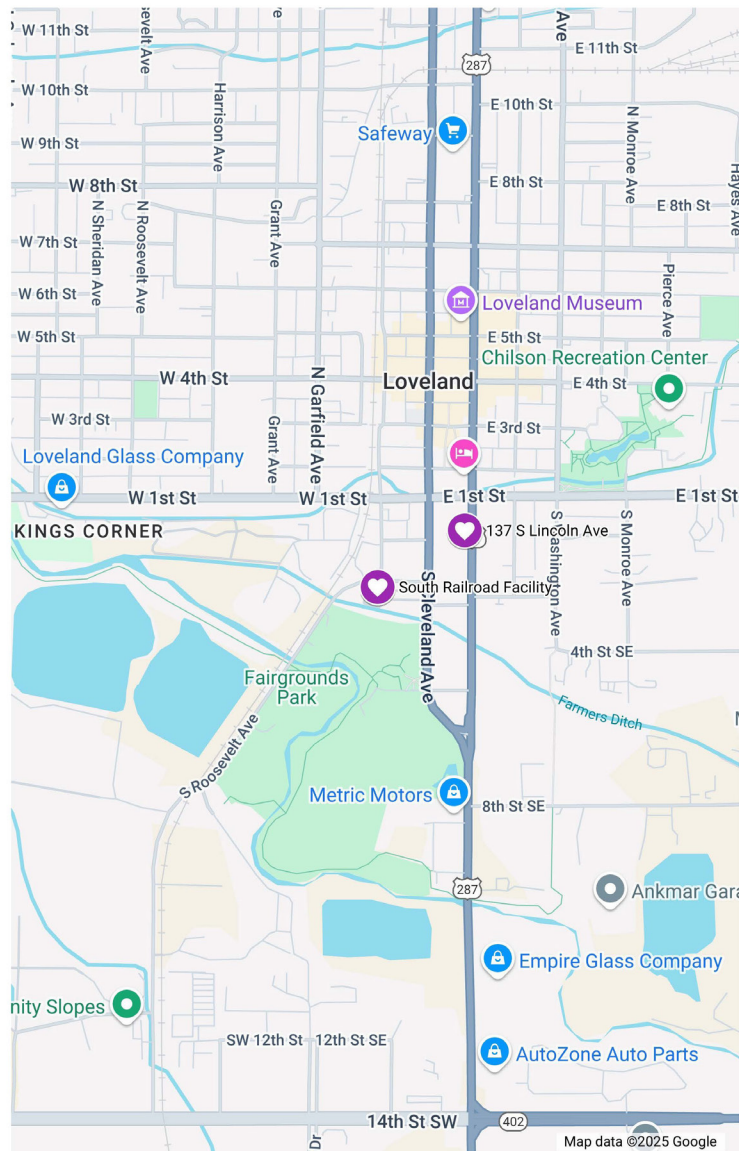 W 11th St
sevelt Ave
Ave
E 11th St
287
W 10th St
Harrison Ave
E 10th St
N Monroe Ave
Safeway
W 9th St
W 8th St
E 8th St
Hayes Ave
E 8th St
N Sheridan Ave
N Roosevelt Ave
Grant Ave
W 7th St
Pierce Ave
W 6th St
Loveland Museum
W 5th St
E 5th St
Chilson Recreation Center
W 4th St
N Garfield Ave
Loveland
E 4th St
W 3rd St
Grant Ave
E 3rd St
Loveland Glass Company
W 1st St
W 1st St
E 1st St
E 1st St
KINGS CORNER
137 S Lincoln Ave
S Washington Ave
S Monroe Ave
South Railroad Facility
S Cleveland Ave
4th St SE
Fairgrounds
Park
Farmers Ditch
S Roosevelt Ave
Metric Motors
8th St SE
287
Ankmar Gara
Empire Glass Company
nity Slopes
SW 12th St
12th St SE
AutoZone Auto Parts
14th St SW
402
Dr
Map data ©2025 Google